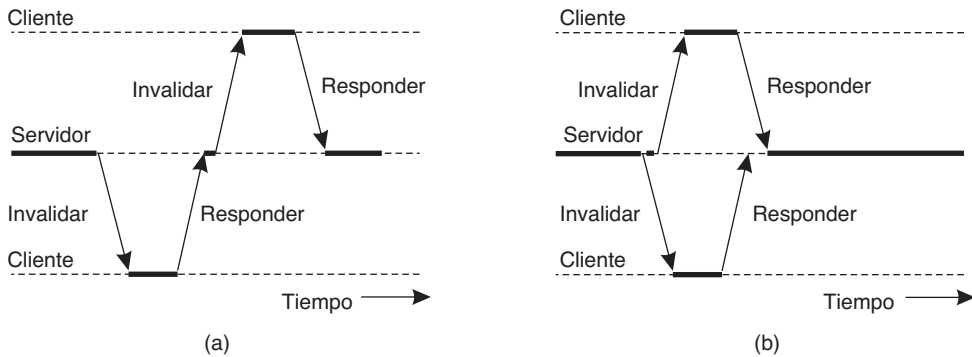 Cliente
Invalidar
Responder
Servidor
Invalidar
Responder
Cliente
Tiempo
(a)
Cliente
Invalidar
Responder
Servidor
Invalidar
Responder
Cliente
Tiempo
(b)